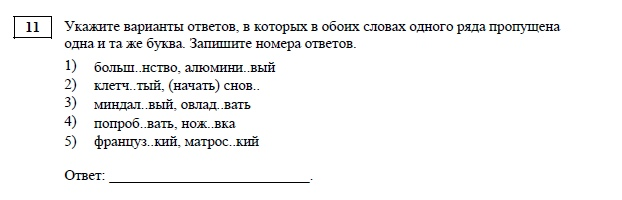 11 Укажите варианты ответов, в которых в обоих словах одного ряда пропущена
одна и та же буква. Запишите номера ответов.
1) больш..нство, алюмини..вый
2) клетч..тый, (начать) снов..
3) миндал..вый, овлад..вать
4) попроб..вать, нож..вка
5) француз..кий, матрос..кий
Ответ: ___________________________.